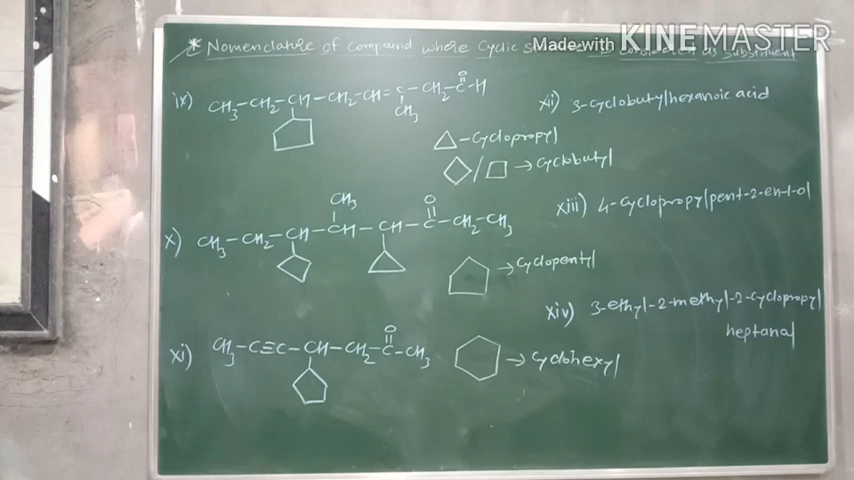 * Nomenclature of compound where cyclic
substituent
Made with KINEMASTER
ix) CH₃-CH₂-CH-CH₂-CH=C-CH₂-C-H
O
CH₃
xii) 3-cyclobutylhexanoic acid
-Cyclopropyl
/ → Cyclobutyl
xiii) 4-cyclopropylpent-2-en-1-ol
CH₃ O
x) CH₃-CH₂-CH-CH-CH-C-CH₂-CH₃
→ Cyclopentyl
xiv) 3-ethyl-2-methyl-2-cyclopropyl
heptanal
O
xi) CH₃-C≡C-CH-CH₂-C-CH₃
→ Cyclohexyl